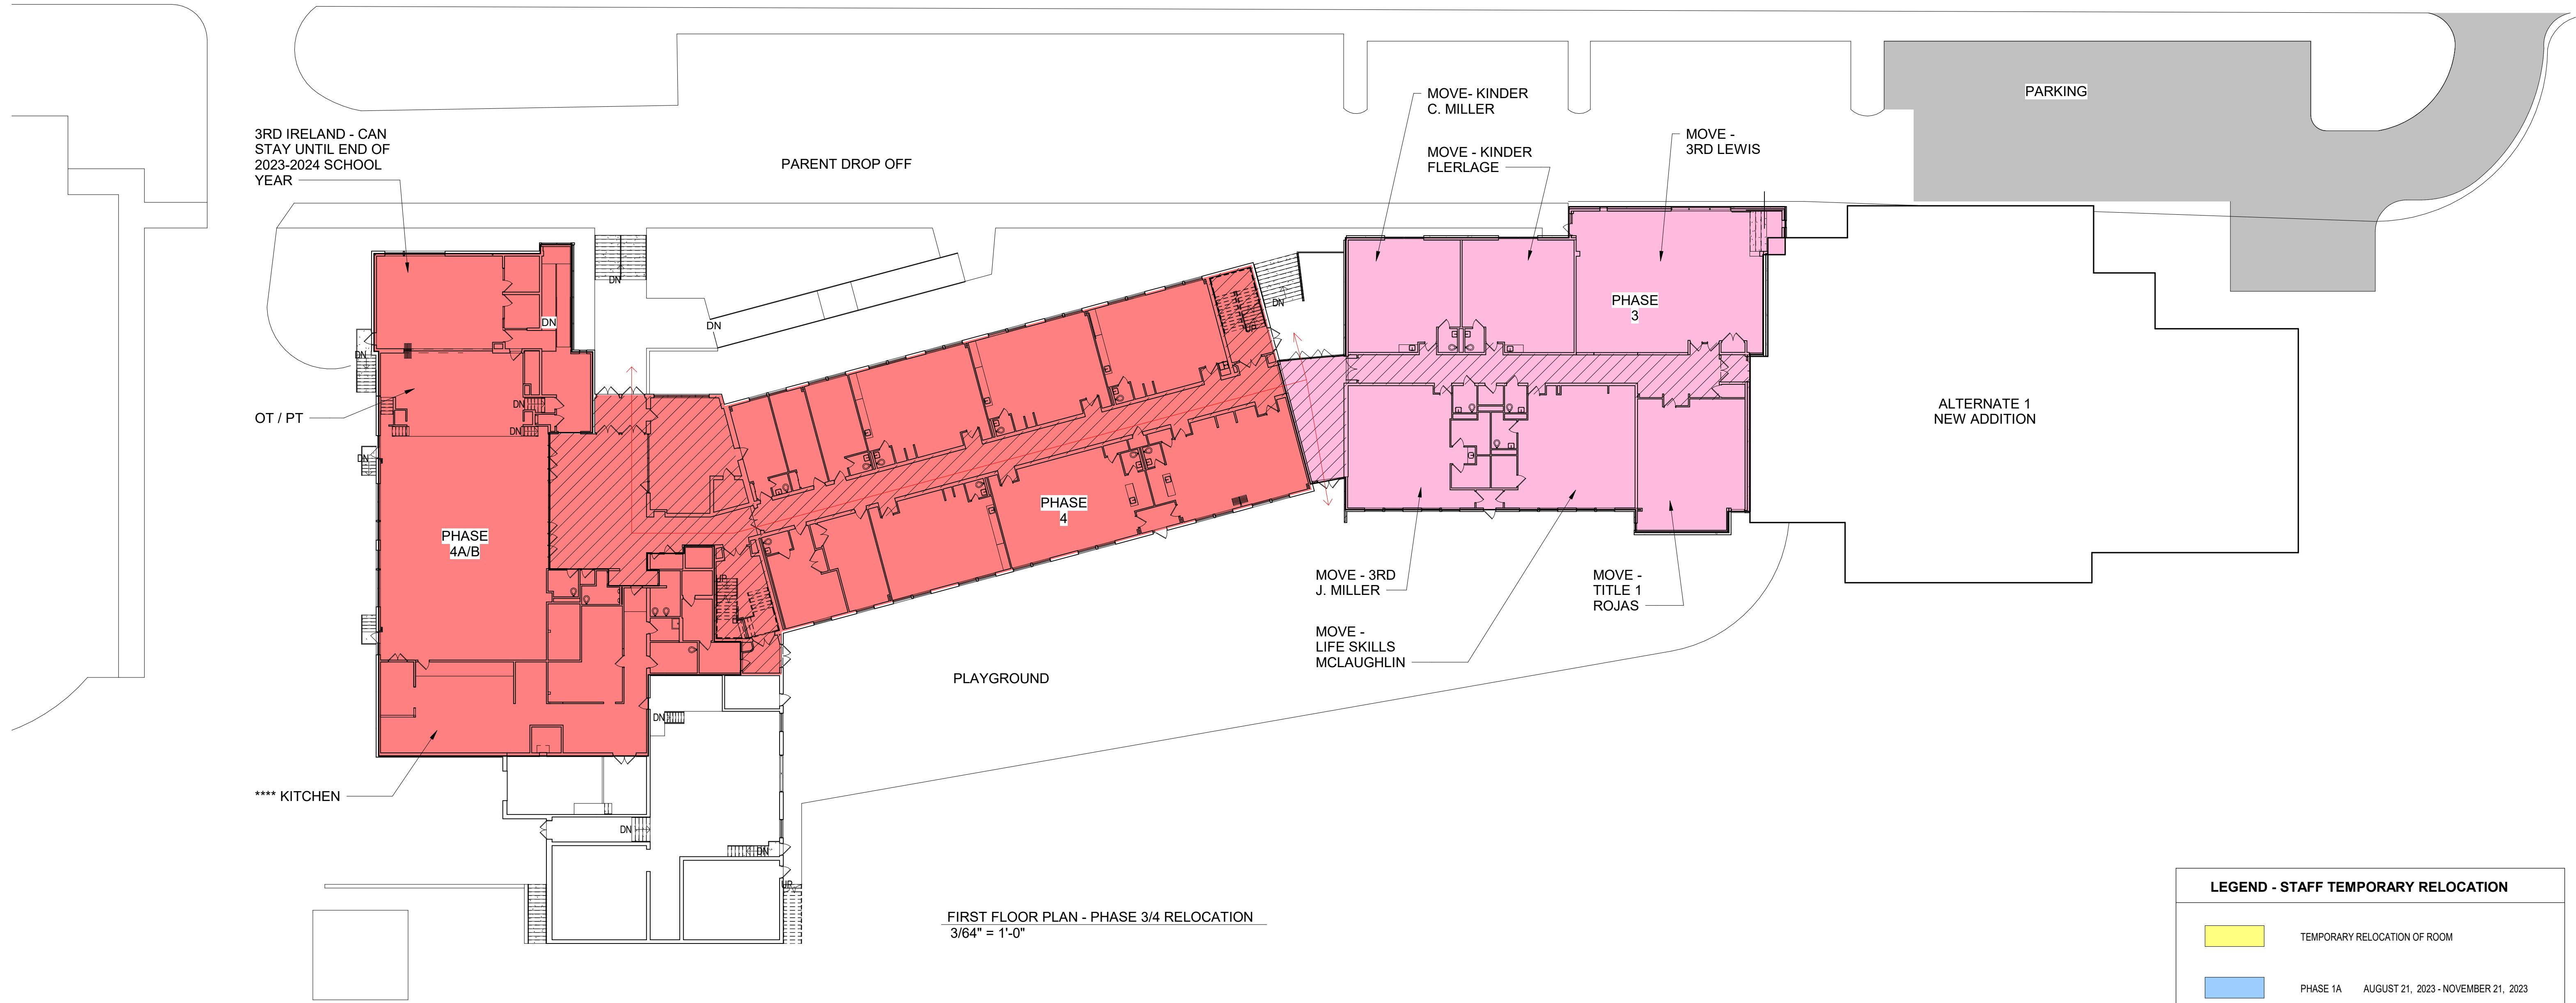 MOVE- KINDER
C. MILLER
PARKING
3RD IRELAND - CAN
STAY UNTIL END OF
2023-2024 SCHOOL
YEAR
PARENT DROP OFF
MOVE - KINDER
FLERLAGE
MOVE -
3RD LEWIS
DN
DN
DN
DN
DN
PHASE
3
UP
OT / PT
DN
DN
DN
ALTERNATE 1
NEW ADDITION
PHASE
4A/B
PHASE
4
UP
MOVE - 3RD
J. MILLER
MOVE -
TITLE 1
ROJAS
MOVE -
LIFE SKILLS
MCLAUGHLIN
PLAYGROUND
DN
**** KITCHEN
DN
DN
UP
FIRST FLOOR PLAN - PHASE 3/4 RELOCATION
3/64" = 1'-0"
LEGEND - STAFF TEMPORARY RELOCATION
TEMPORARY RELOCATION OF ROOM
PHASE 1A AUGUST 21, 2023 - NOVEMBER 21, 2023